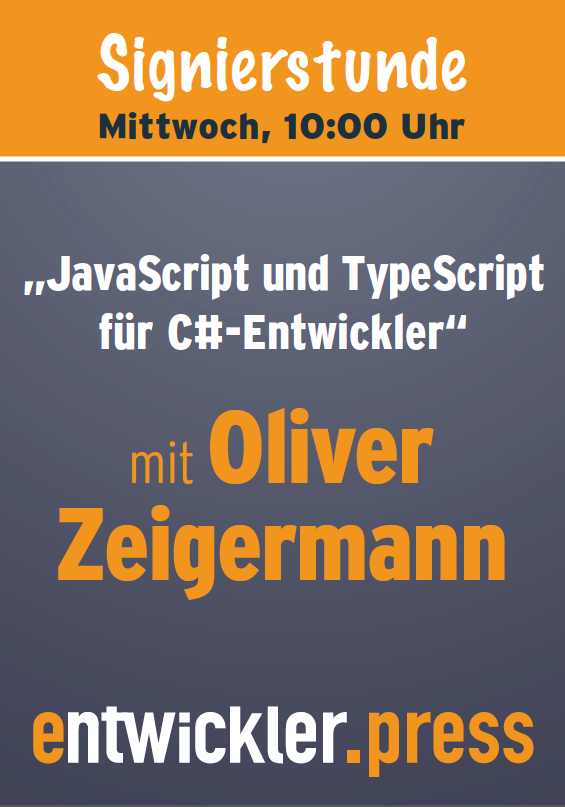 Signierstunde
Mittwoch, 10:00 Uhr
„JavaScript und TypeScript
für C#-Entwickler“
mit Oliver
Zeigermann
entwickler.press